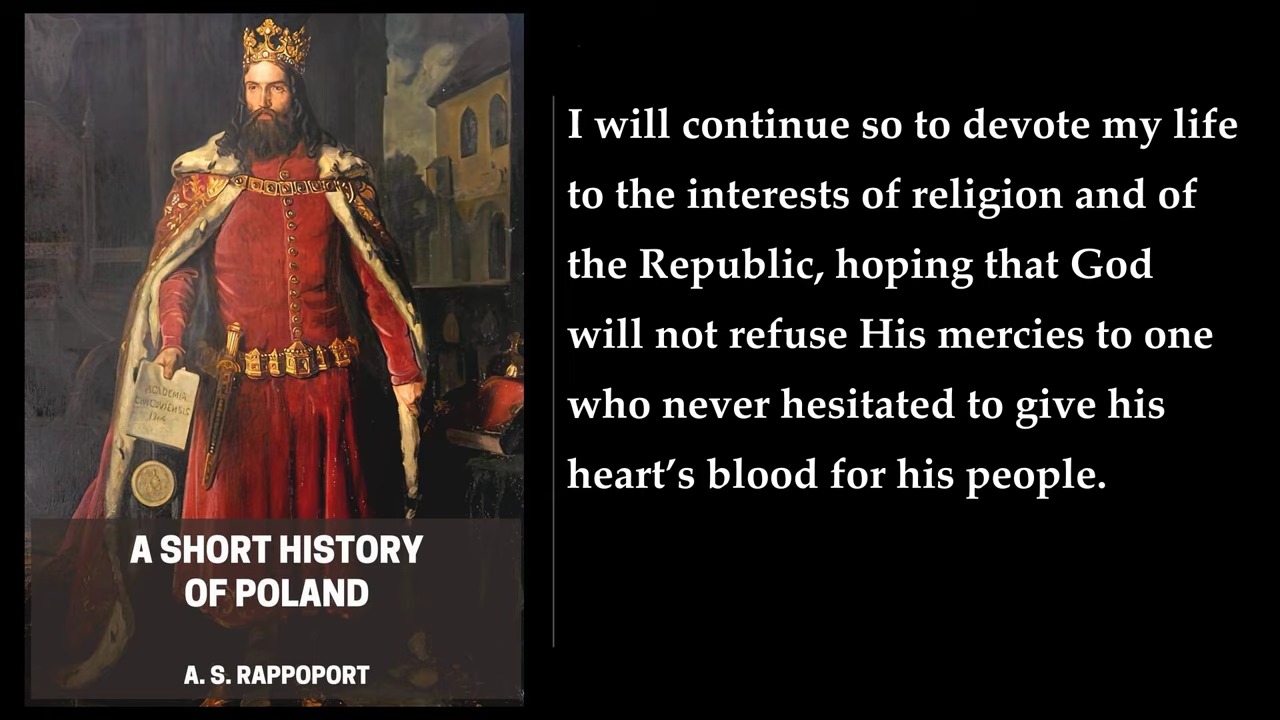 I will continue so to devote my life
to the interests of religion and of
the Republic, hoping that God
will not refuse His mercies to one
who never hesitated to give his
heart’s blood for his people.
ACADEMIA
A SHORT HISTORY
OF POLAND
A. S. RAPPOPORT